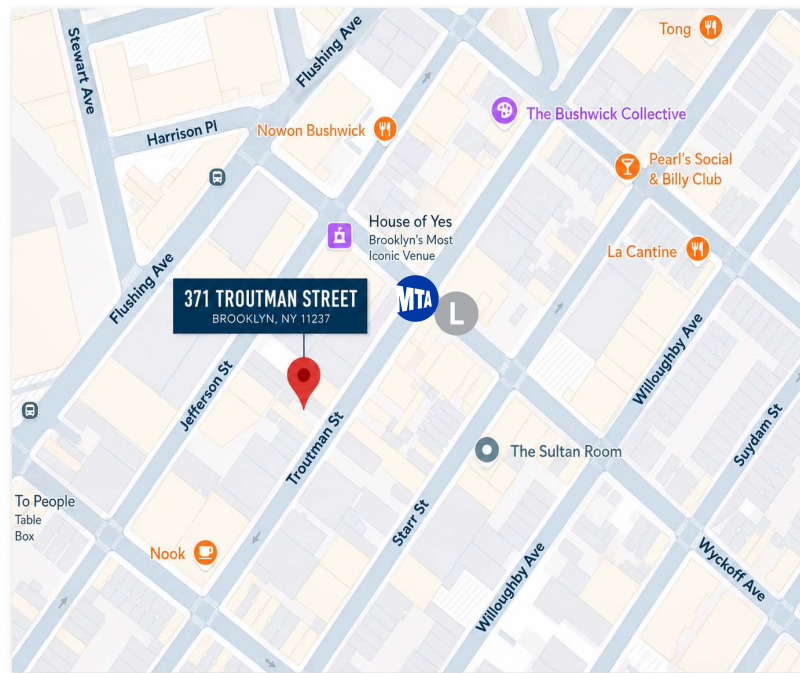 Tong
Stewart Ave
Flushing Ave
The Bushwick Collective
Harrison Pl
Nowon Bushwick
Pearl's Social
& Billy Club
House of Yes
Brooklyn's Most
Iconic Venue
La Cantine
Flushing Ave
371 TROUTMAN STREET
BROOKLYN, NY 11237
MTA
L
Willoughby Ave
Jefferson St
Troutman St
Suydam St
The Sultan Room
To People
Table
Box
Starr St
Nook
Willoughby Ave
Wyckoff Ave